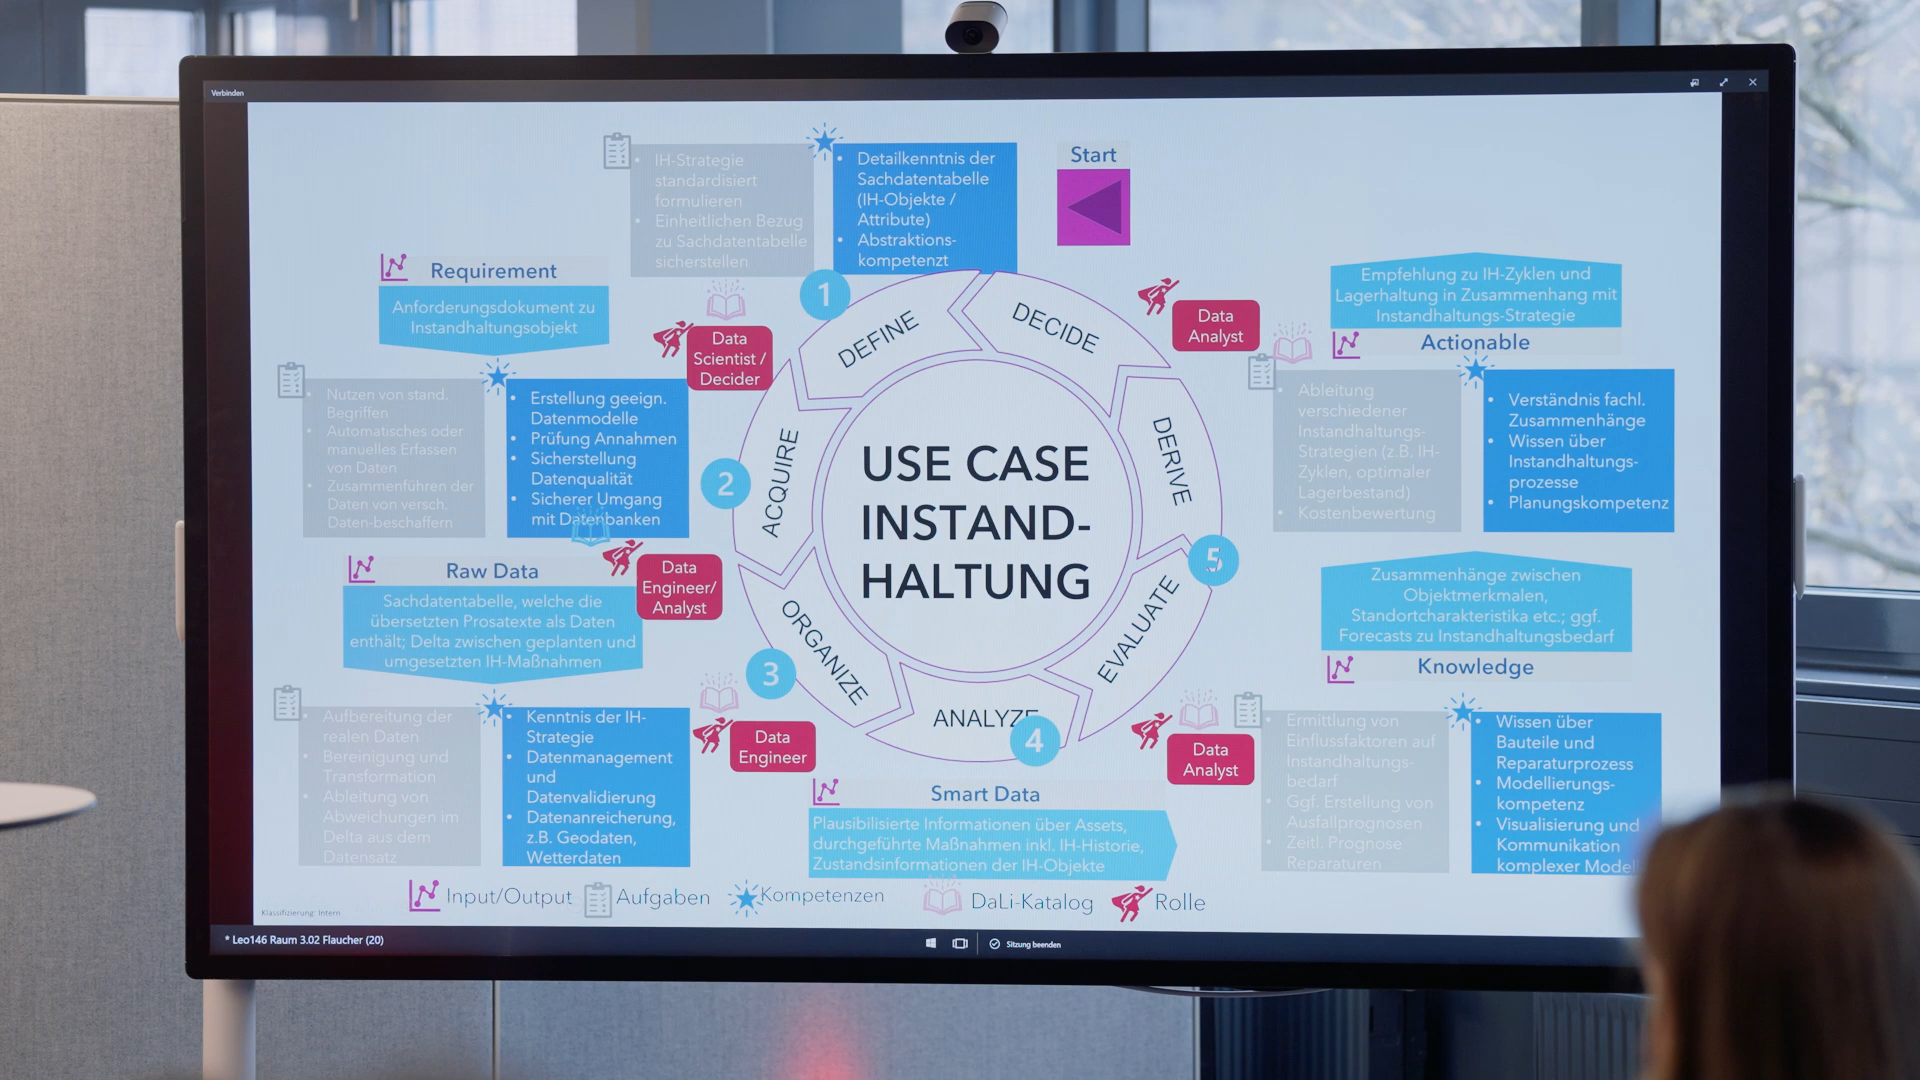 Verbinden
• IH-Strategie
standardisiert
formulieren
• Einheitlichen Bezug
zu Sachdatentabelle
sicherstellen
• Detailkenntnis der
Sachdatentabelle
(IH-Objekte /
Attribute)
• Abstraktions-
kompetenzt
Start
Requirement
Anforderungsdokument zu
Instandhaltungsobjekt
1
Data
Scientist /
Decider
DEFINE
DECIDE
Data
Analyst
Empfehlung zu IH-Zyklen und
Lagerhaltung in Zusammenhang mit
Instandhaltungs-Strategie
Actionable
• Nutzen von stand.
Begriffen
• Automatisches oder
manuelles Erfassen
von Daten
• Zusammenführen der
Daten von versch.
Daten-beschaffern
• Erstellung geeign.
Datenmodelle
• Prüfung Annahmen
• Sicherstellung
Datenqualität
• Sicherer Umgang
mit Datenbanken
2
ACQUIRE
USE CASE
INSTAND-
HALTUNG
DERIVE
• Ableitung
verschiedener
Instandhaltungs-
Strategien (z.B. IH-
Zyklen, optimaler
Lagerbestand)
• Kostenbewertung
• Verständnis fachl.
Zusammenhänge
• Wissen über
Instandhaltungs-
prozesse
• Planungskompetenz
Raw Data
Sachdatentabelle, welche die
übersetzten Prosatexte als Daten
enthält; Delta zwischen geplanten und
umgesetzten IH-Maßnahmen
Data
Engineer/
Analyst
ORGANIZE
EVALUATE
5
Zusammenhänge zwischen
Objektmerkmalen,
Standortcharakteristika etc.; ggf.
Forecasts zu Instandhaltungsbedarf
Knowledge
3
• Aufbereitung der
realen Daten
• Bereinigung und
Transformation
• Ableitung von
Abweichungen im
Delta aus dem
Datensatz
• Kenntnis der IH-
Strategie
• Datenmanagement
und
Datenvalidierung
• Datenanreicherung,
z.B. Geodaten,
Wetterdaten
Data
Engineer
ANALYZE
4
Data
Analyst
• Ermittlung von
Einflussfaktoren auf
Instandhaltungs-
bedarf
• Ggf. Erstellung von
Ausfallprognosen
• Zeitl. Prognose
Reparaturen
• Wissen über
Bauteile und
Reparaturprozess
• Modellierungs-
kompetenz
• Visualisierung und
Kommunikation
komplexer Model
Smart Data
Plausibilisierte Informationen über Assets,
durchgeführte Maßnahmen inkl. IH-Historie,
Zustandsinformationen der IH-Objekte
Input/Output Aufgaben Kompetenzen DaLi-Katalog Rolle
Klassifizierung: Intern
* Leo146 Raum 3.02 Flaucher (20)
Sitzung beenden